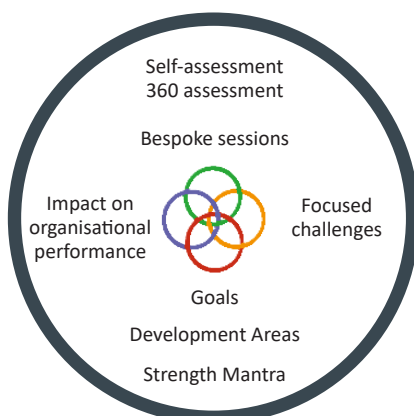 Self-assessment
360 assessment
Bespoke sessions
Impact on
organisational
performance
Focused
challenges
Goals
Development Areas
Strength Mantra